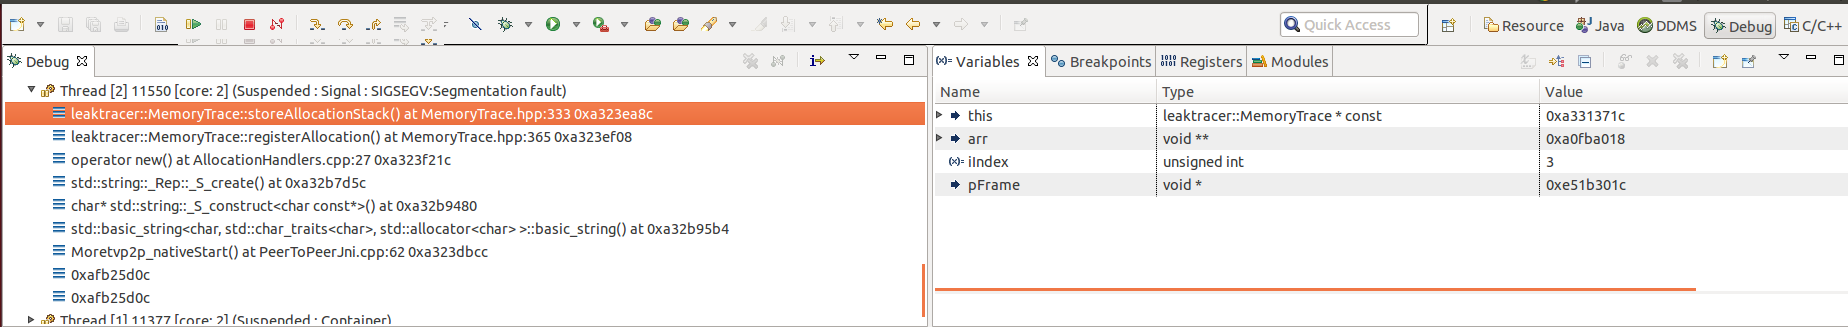 Quick Access
Resource
Java
DDMS
Debug
C/C++
Debug
Thread [2] 11550 [core: 2] (Suspended : Signal : SIGSEGV:Segmentation fault)
leaktracer::MemoryTrace::storeAllocationStack() at MemoryTrace.hpp:333 0xa323ea8c
leaktracer::MemoryTrace::registerAllocation() at MemoryTrace.hpp:365 0xa323ef08
operator new() at AllocationHandlers.cpp:27 0xa323f21c
std::string::_Rep::_S_create() at 0xa32b7d5c
char* std::string::_S_construct<char const*>() at 0xa32b9480
std::basic_string<char, std::char_traits<char>, std::allocator<char> >::basic_string() at 0xa32b95b4
Moretvp2p_nativeStart() at PeerToPeerJni.cpp:62 0xa323dbcc
0xafb25d0c
0xafb25d0c
Thread [1] 11377 [core: 2] (Suspended : Container)
(x)= Variables
Breakpoints
1010 0101 Registers
Modules
Name Type Value
this leaktracer::MemoryTrace * const 0xa331371c
arr void ** 0xa0fba018
(x)= iIndex unsigned int 3
pFrame void * 0xe51b301c